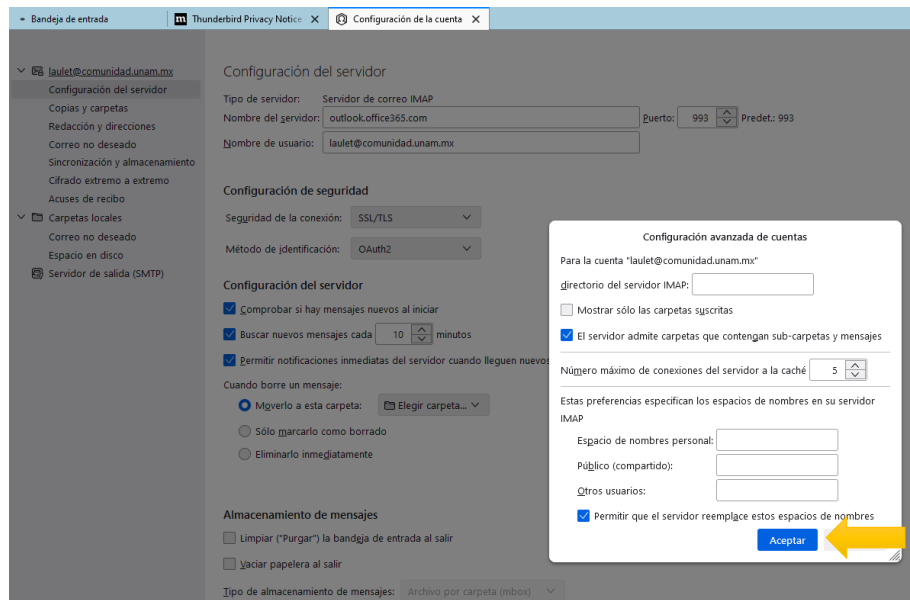 Bandeja de entrada
Thunderbird Privacy Notice
Configuración de la cuenta
laulet@comunidad.unam.mx
Configuración del servidor
Copias y carpetas
Redacción y direcciones
Correo no deseado
Sincronización y almacenamiento
Cifrado extremo a extremo
Acuses de recibo
Carpetas locales
Correo no deseado
Espacio en disco
Servidor de salida (SMTP)
Configuración del servidor
Tipo de servidor: Servidor de correo IMAP
Nombre del servidor: outlook.office365.com Puerto: 993 Predet.: 993
Nombre de usuario: laulet@comunidad.unam.mx
Configuración de seguridad
Seguridad de la conexión: SSL/TLS
Método de identificación: OAuth2
Configuración del servidor
Comprobar si hay mensajes nuevos al iniciar
Buscar nuevos mensajes cada 10 minutos
Permitir notificaciones inmediatas del servidor cuando lleguen nuevos
Cuando borre un mensaje:
Moverlo a esta carpeta: Elegir carpeta...
Sólo marcarlo como borrado
Eliminarlo inmediatamente
Almacenamiento de mensajes
Limpiar ("Purgar") la bandeja de entrada al salir
Vaciar papelera al salir
Tipo de almacenamiento de mensajes: Archivo por carpeta (mbox)
Configuración avanzada de cuentas
Para la cuenta "laulet@comunidad.unam.mx"
directorio del servidor IMAP:
Mostrar sólo las carpetas suscritas
El servidor admite carpetas que contengan sub-carpetas y mensajes
Número máximo de conexiones del servidor a la caché 5
Estas preferencias especifican los espacios de nombres en su servidor
IMAP
Espacio de nombres personal:
Público (compartido):
Otros usuarios:
Permitir que el servidor reemplace estos espacios de nombres
Aceptar